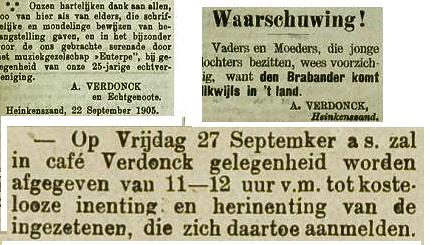 Onzen hartelijken dank aan allen,
oo van hier als van elders, die schrif-
elijke en mondelinge bewijzen van be-
angstelling gaven, en in het bijzonder
voor de ons gebrachte serenade door
et muziekgezelschap »Euterpe", bij ge-
egenheid van onze 25-jarige echtver-
eniging.
A. VERDONCK
en Echtgenoote.
Heinkenszand, 22 September 1905.
Waarschuwing!
Vaders en Moeders, die jonge
dochters bezitten, wees voorzich-
ig, want den Brabander komt
ikwijls in 't land.
A. VERDONCK,
Heinkenszand.
— Op Vrijdag 27 Septemker a s. zal
in café Verdonck gelegenheid worden
afgegeven van 11—12 uur v.m. tot koste-
looze inenting en herinenting van de
ingezetenen, die zich daartoe aanmelden.